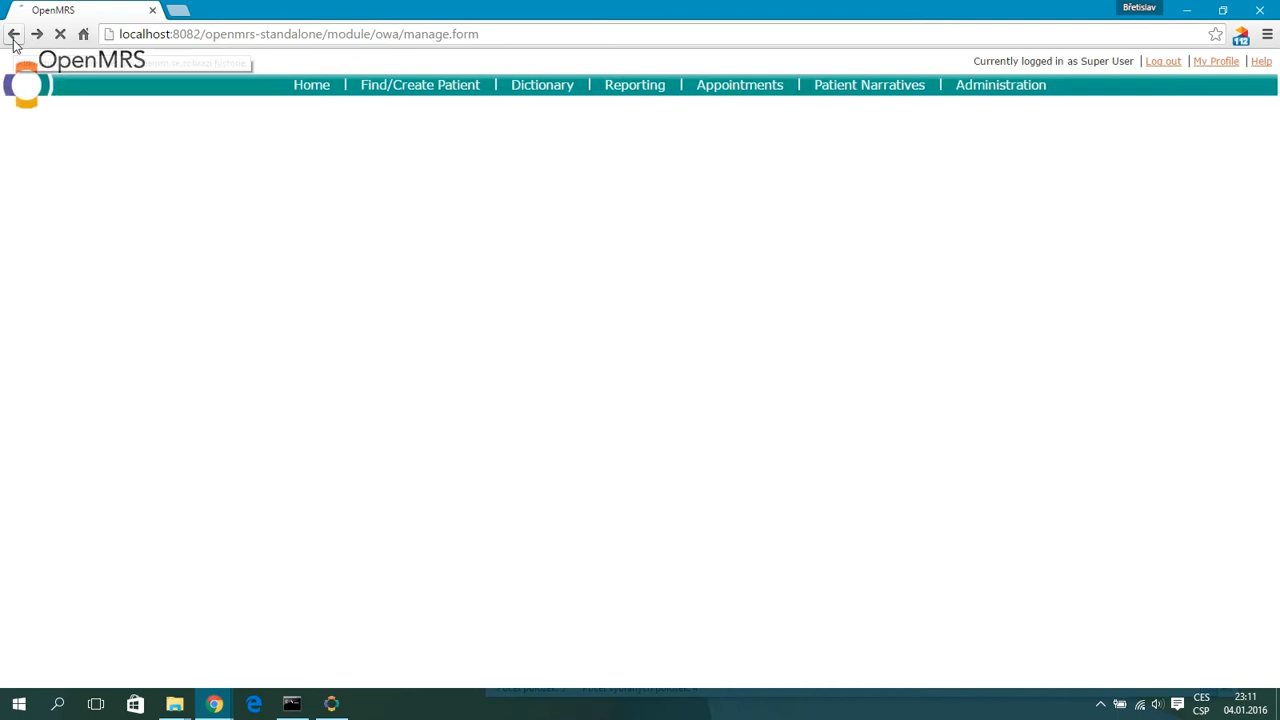 OpenMRS
Břetislav
localhost:8082/openmrs-standalone/module/owa/manage.form
112
OpenMRS
Currently logged in as Super User | Log out | My Profile | Help
Home | Find/Create Patient | Dictionary | Reporting | Appointments | Patient Narratives | Administration
CES
CSP
23:11
04.01.2016